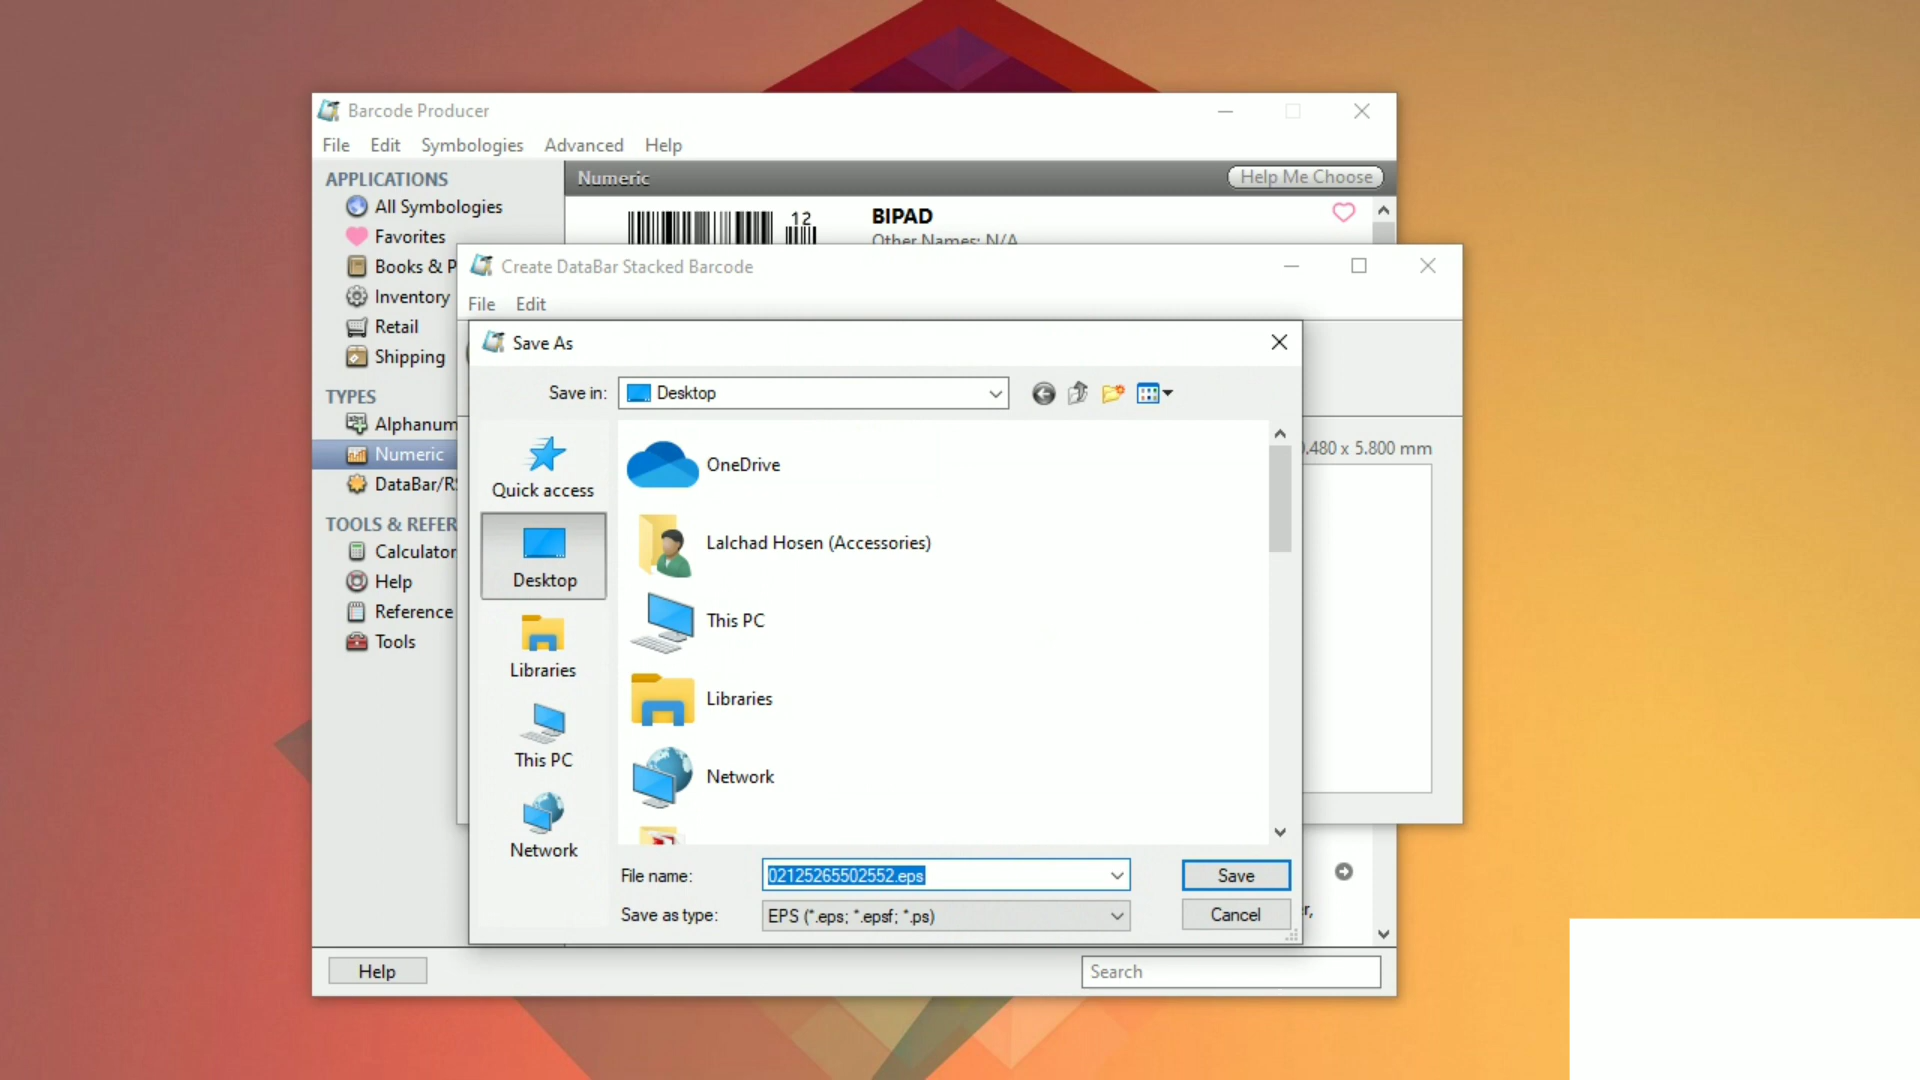 Barcode Producer
File Edit Symbologies Advanced Help
APPLICATIONS
All Symbologies
Favorites
Books & P
Inventory
Retail
Shipping
TYPES
Alphanum
Numeric
DataBar/R
TOOLS & REFER
Calculator
Help
Reference
Tools
Numeric
Help Me Choose
12
BIPAD
Other Names: N/A
Create DataBar Stacked Barcode
File Edit
.480 x 5.800 mm
Save As
Save in: Desktop
Quick access
Desktop
Libraries
This PC
Network
OneDrive
Lalchad Hosen (Accessories)
This PC
Libraries
Network
File name: 02125265502552.eps
Save
Save as type: EPS (*.eps; *.epsf; *.ps)
Cancel
r,
Help
Search